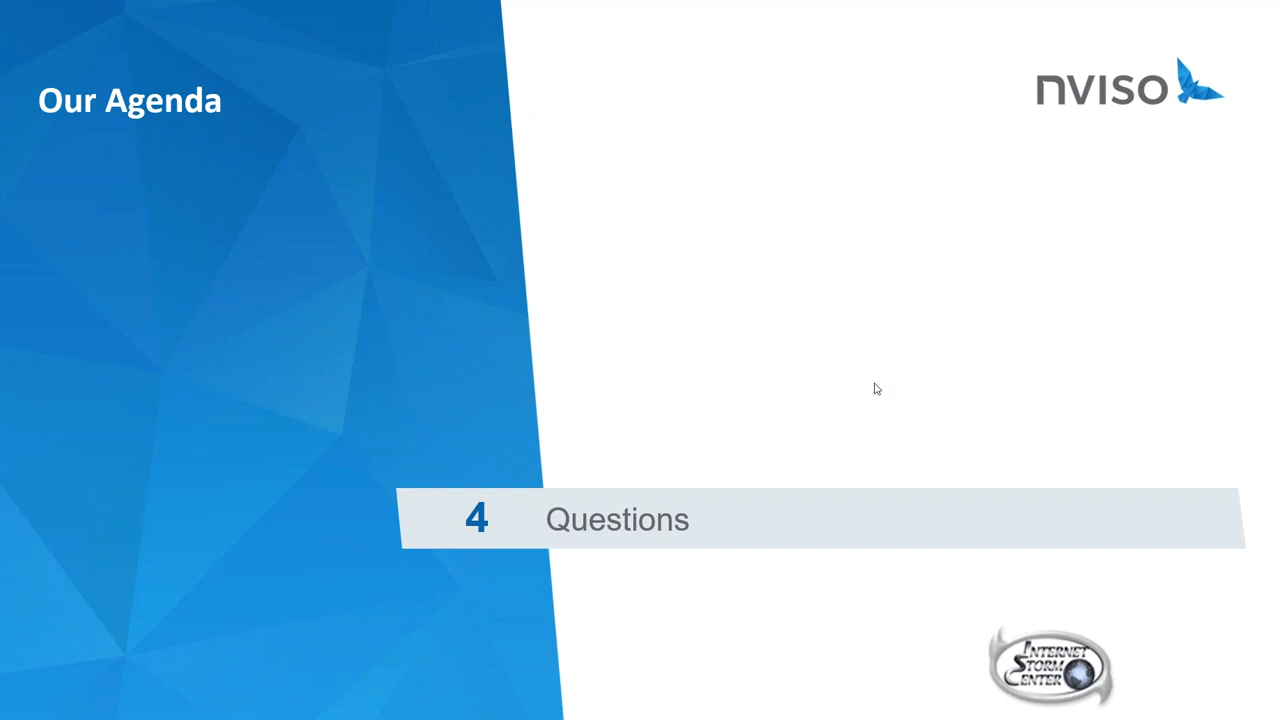 Our Agenda
nviso
4 Questions
INTERNET
STORM
CENTER